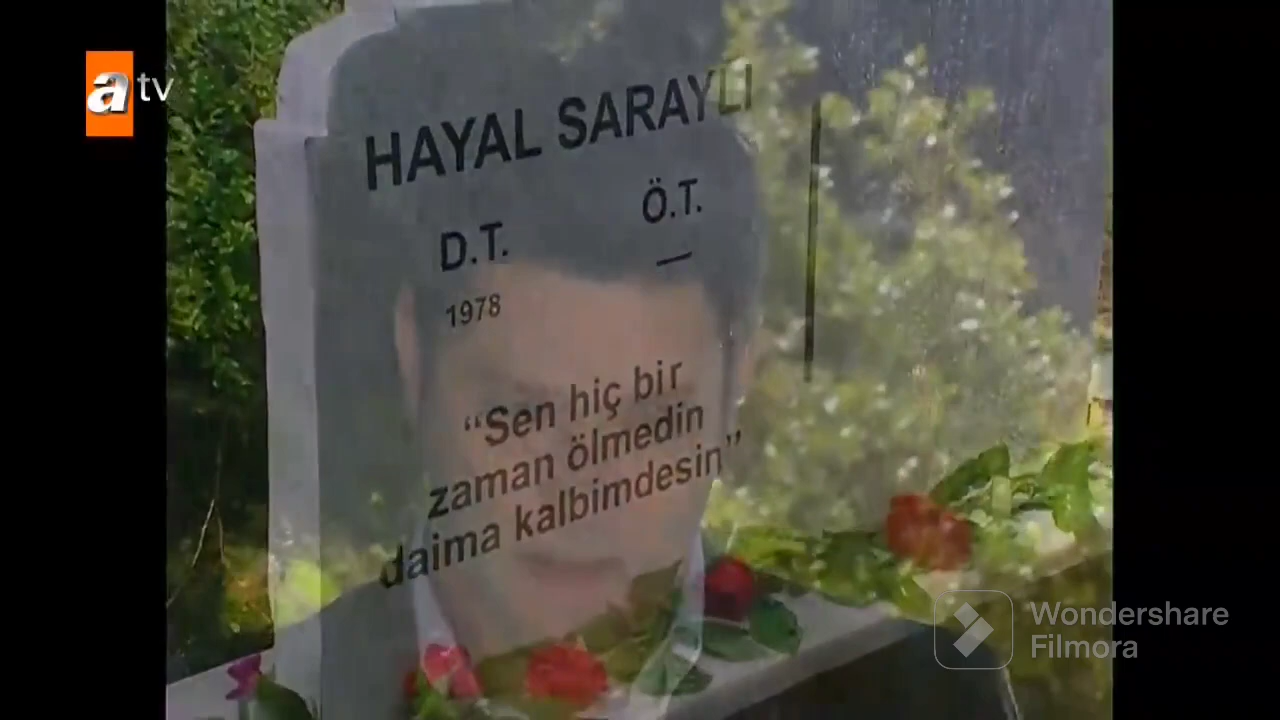 atv
HAYAL SARAYLI
D.T.
Ö.T.
1978
—
“Sen hiç bir
zaman ölmedin
daima kalbimdesin”
Wondershare
Filmora